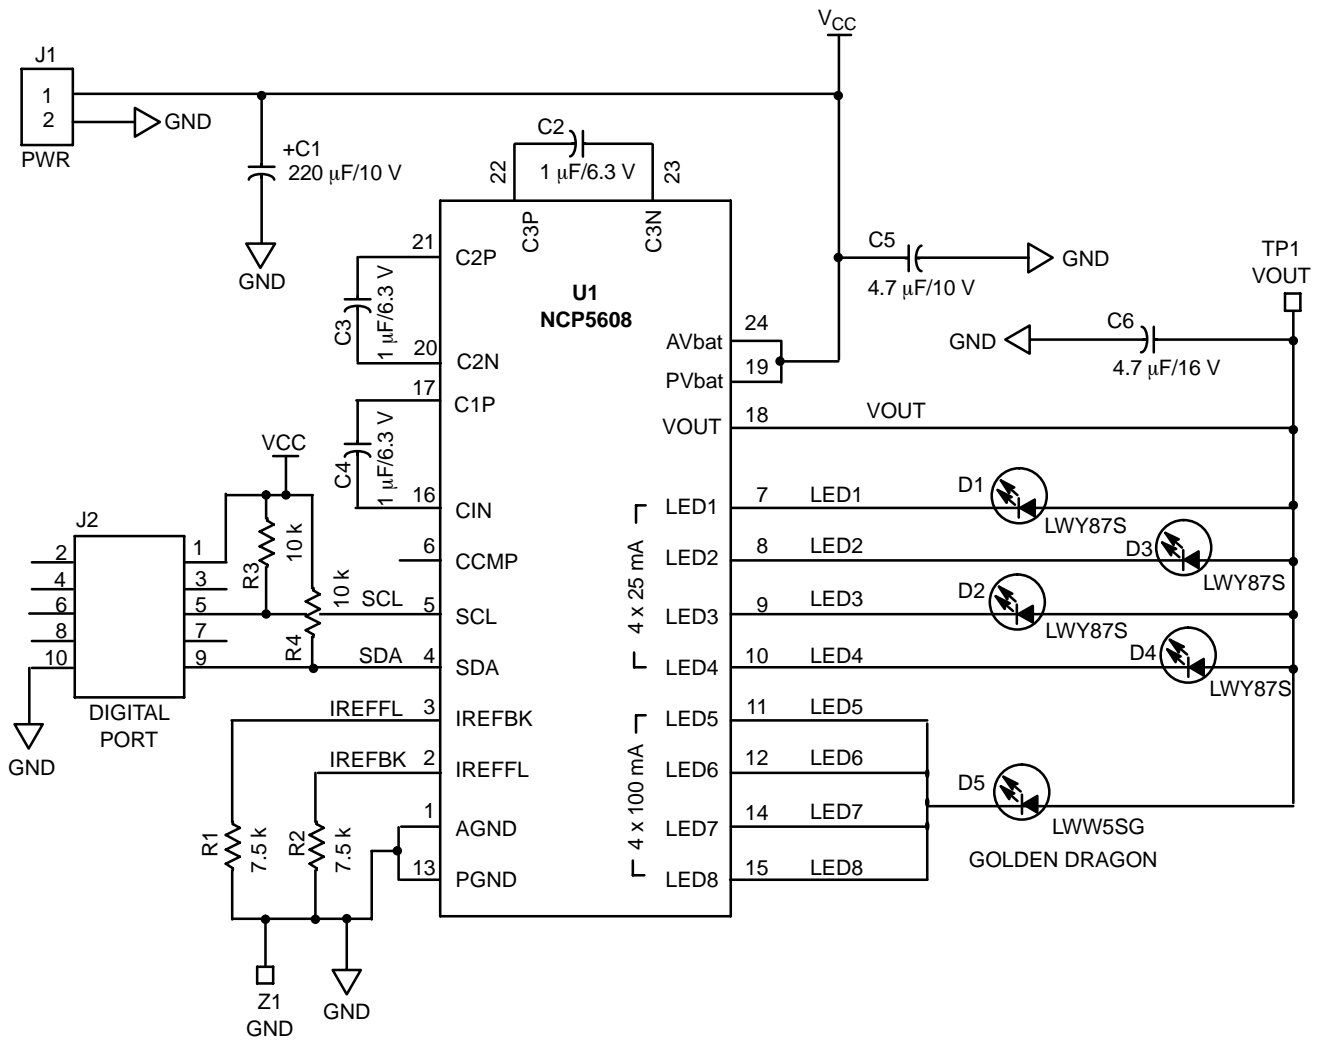 VCC
J1
1
2
GND
PWR
+C1
220 µF/10 V
GND
C2
1 µF/6.3 V
22
23
C3P
C3N
21
C2P
C3
1 µF/6.3 V
20
C2N
17
C1P
C4
1 µF/6.3 V
16
CIN
U1
NCP5608
C5
4.7 µF/10 V
GND
TP1
VOUT
GND
C6
4.7 µF/16 V
AVbat
24
PVbat
19
VOUT
18
VOUT
VCC
J2
2
1
4
3
6
5
8
7
10
9
DIGITAL
PORT
GND
R3
10 k
R4
10 k
6
CCMP
SCL
5
SCL
SDA
4
SDA
IREFFL
3
IREFBK
IREFBK
2
IREFFL
1
AGND
13
PGND
R1
7.5 k
R2
7.5 k
Z1
GND
GND
4 x 25 mA
LED1
7
LED1
D1
LWY87S
LED2
8
LED2
D3
LWY87S
LED3
9
LED3
D2
LWY87S
LED4
10
LED4
D4
LWY87S
4 x 100 mA
LED5
11
LED5
LED6
12
LED6
LED7
14
LED7
LED8
15
LED8
D5
LWW5SG
GOLDEN DRAGON